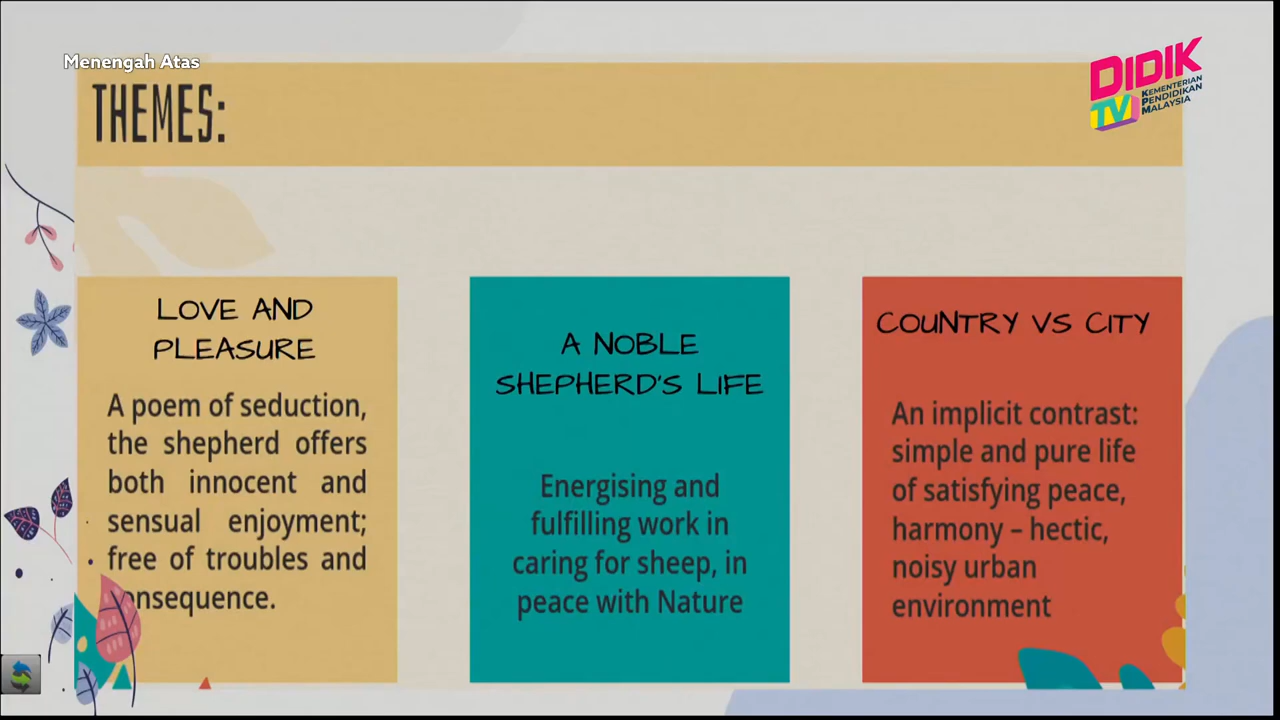 Menengah Atas
THEMES:
DIDIK
TV
KEMENTERIAN
PENDIDIKAN
MALAYSIA
LOVE AND
PLEASURE
A poem of seduction,
the shepherd offers
both innocent and
sensual enjoyment;
free of troubles and
consequence.
A NOBLE
SHEPHERD'S LIFE
Energising and
fulfilling work in
caring for sheep, in
peace with Nature
COUNTRY VS CITY
An implicit contrast:
simple and pure life
of satisfying peace,
harmony – hectic,
noisy urban
environment